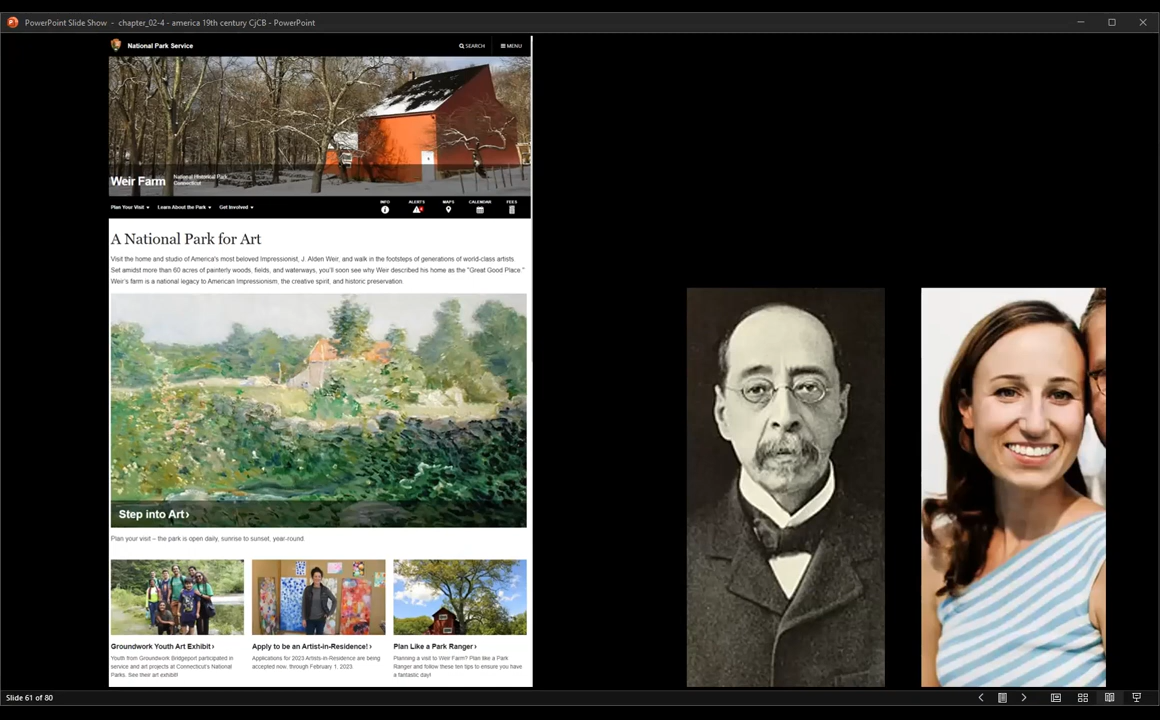 PowerPoint Slide Show - chapter_02-4 - america 19th century CjCB - PowerPoint
National Park Service
SEARCH
MENU
Weir Farm
National Historical Park
Connecticut
Plan Your Visit
Learn About the Park
Get Involved
INFO
ALERTS
MAPS
CALENDAR
FEES
A National Park for Art
Visit the home and studio of America's most beloved Impressionist, J. Alden Weir, and walk in the footsteps of generations of world-class artists.
Set amidst more than 60 acres of painterly woods, fields, and waterways, you'll soon see why Weir described his home as the "Great Good Place."
Weir's farm is a national legacy to American Impressionism, the creative spirit, and historic preservation.
Step into Art›
Plan your visit – the park is open daily, sunrise to sunset, year-round.
Groundwork Youth Art Exhibit›
Youth from Groundwork Bridgeport participated in
service and art projects at Connecticut's National
Parks. See their art exhibit!
Apply to be an Artist-in-Residence!›
Applications for 2023 Artists-in-Residence are being
accepted now, through February 1, 2023.
Plan Like a Park Ranger›
Planning a visit to Weir Farm? Plan like a Park
Ranger and follow these ten tips to ensure you have
a fantastic day!
Slide 61 of 80